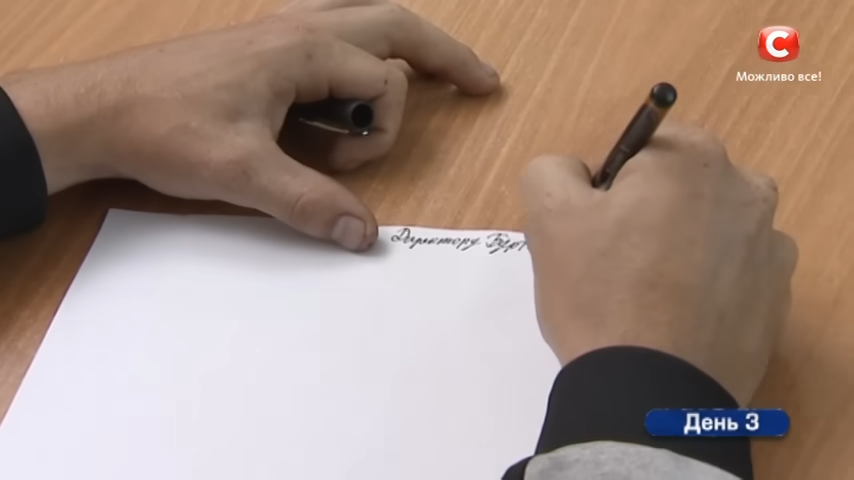 С
Можливо все!
Директору
День 3